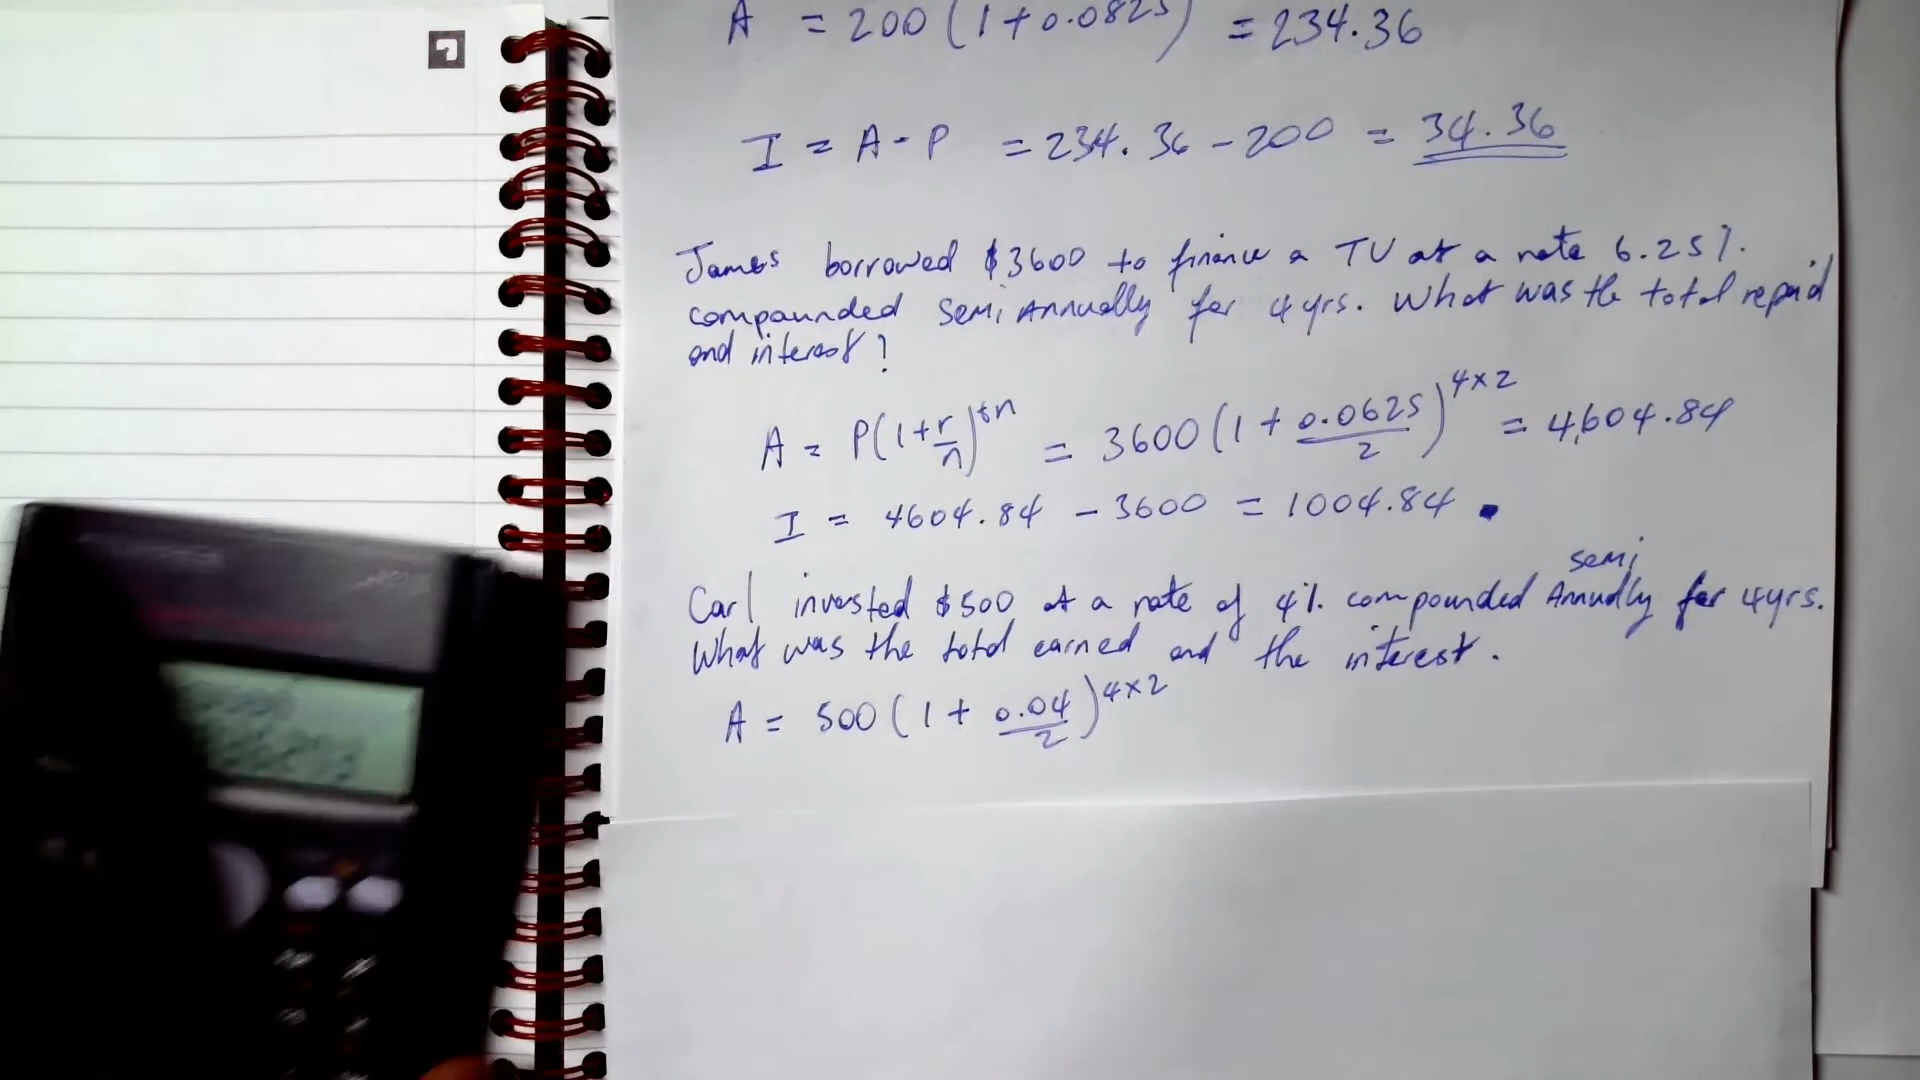 A = 200 (1 + 0.0825) = 234.36
I = A - P = 234.36 - 200 = 34.36
James borrowed $3600 to finance a TV at a rate 6.25%.
compounded semi Annually for 4yrs. What was the total repaid
and interest?
A = P(1 + r/n)^tn = 3600 (1 + 0.0625/2)^4×2 = 4,604.84
I = 4604.84 - 3600 = 1004.84
semi
Carl invested $500 at a rate of 4% compounded Annually for 4yrs.
What was the total earned and the interest.
A = 500 (1 + 0.04/2)^4×2